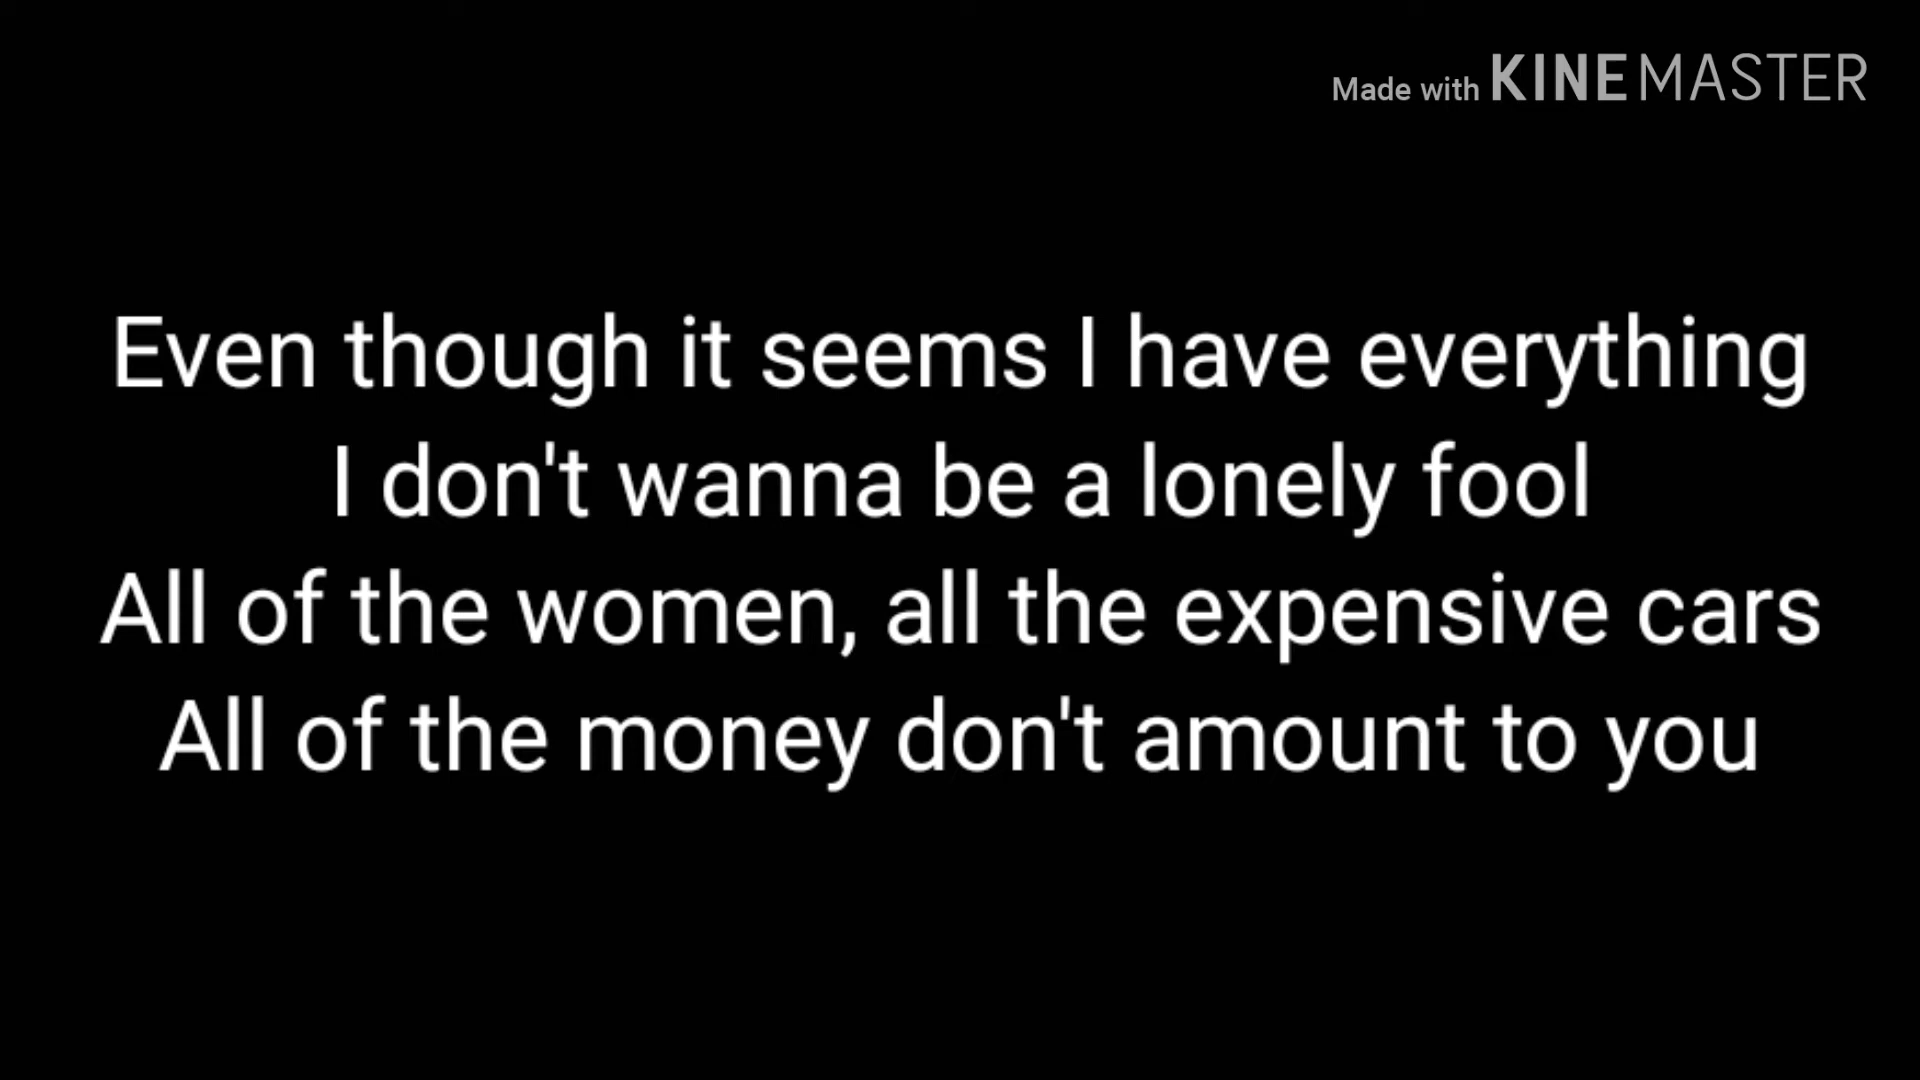 Made with KINEMASTER
Even though it seems I have everything
I don't wanna be a lonely fool
All of the women, all the expensive cars
All of the money don't amount to you